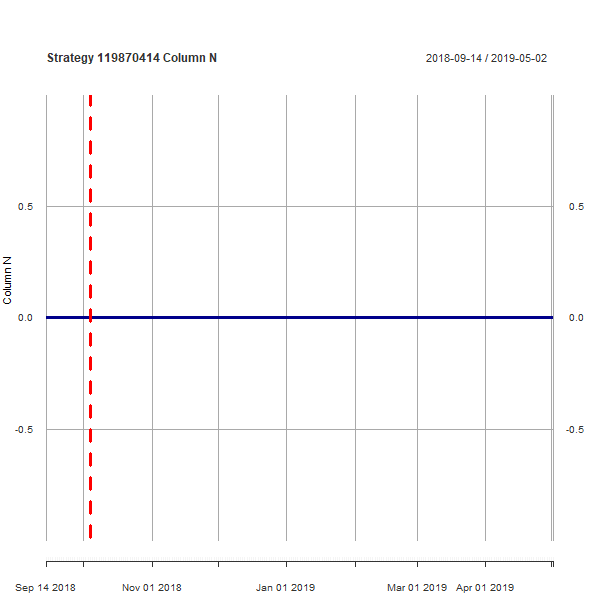 Strategy 119870414 Column N 2018-09-14 / 2019-05-02
0.5 0.5
Column N
0.0 0.0
-0.5 -0.5
Sep 14 2018 Nov 01 2018 Jan 01 2019 Mar 01 2019 Apr 01 2019